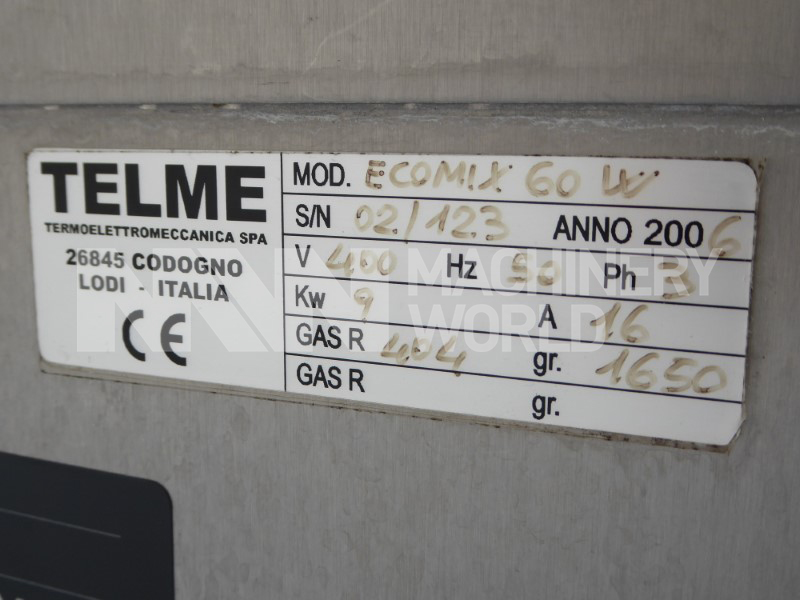 TELME
TERMOELETTROMECCANICA SPA
26845 CODOGNO
LODI - ITALIA
CE
MOD. ECOMIX 60 W
S/N 02/123 ANNO 2006
V 400 Hz 50 Ph 3
Kw 9 A 16
GAS R 404 gr. 1650
GAS R gr.
MACHINERY
WORLD